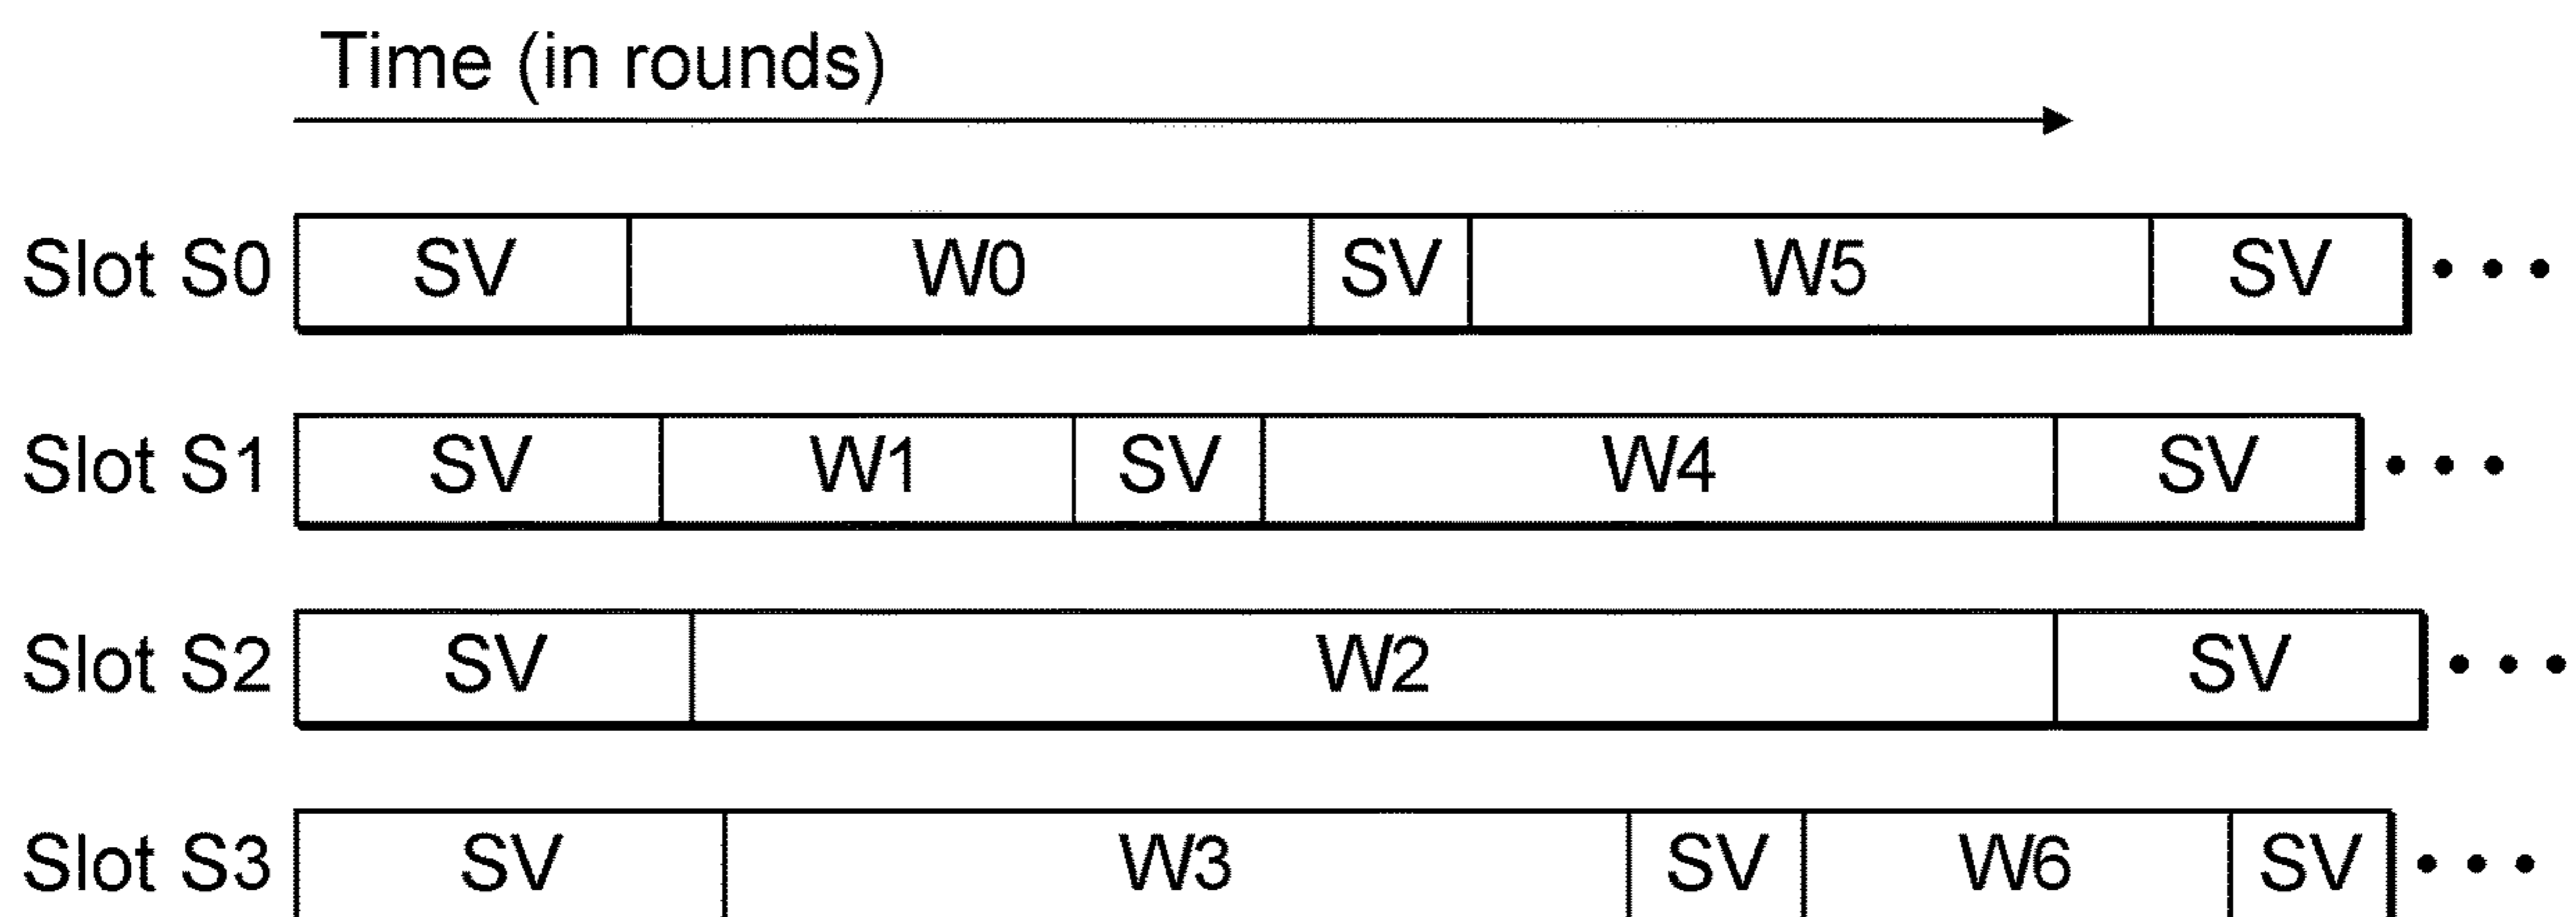 Time (in rounds)
Slot S0 SV W0 SV W5 SV • • •
Slot S1 SV W1 SV W4 SV • • •
Slot S2 SV W2 SV • • •
Slot S3 SV W3 SV W6 SV • • •